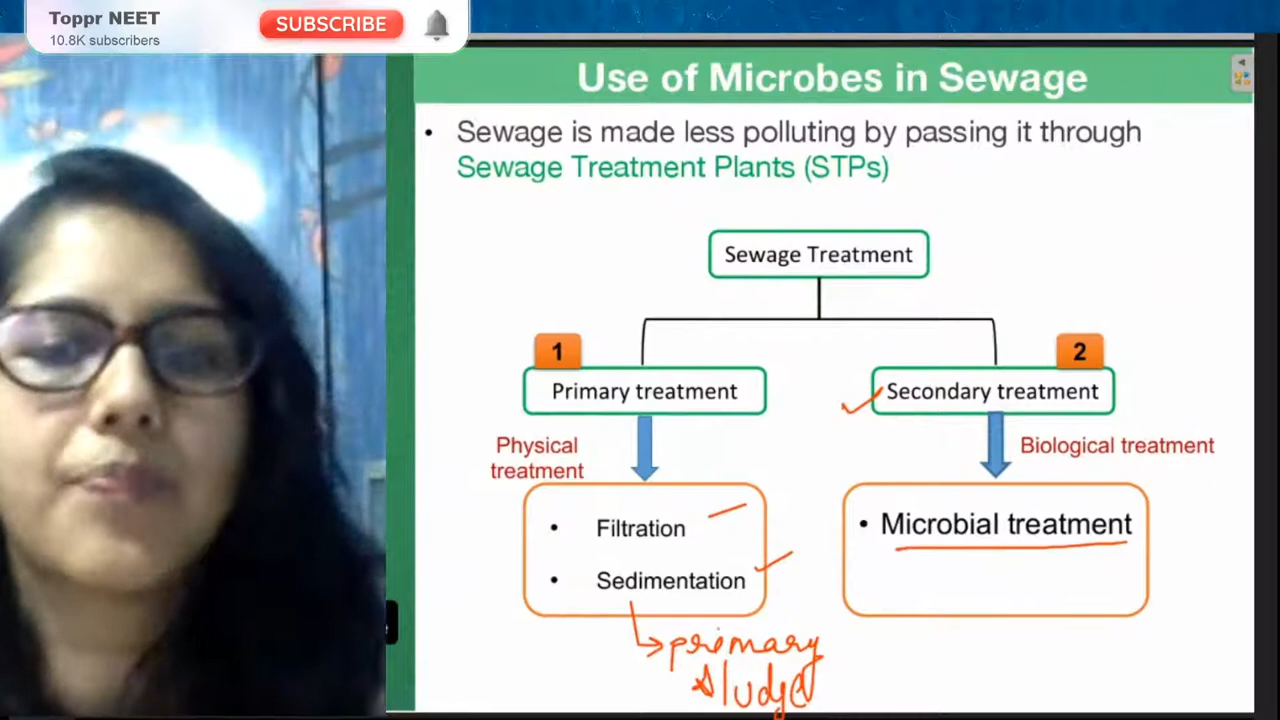 Toppr NEET
10.8K subscribers
SUBSCRIBE
Use of Microbes in Sewage
• Sewage is made less polluting by passing it through
Sewage Treatment Plants (STPs)
Sewage Treatment
1
Primary treatment
Physical
treatment
• Filtration
• Sedimentation
primary
sludge
2
Secondary treatment
Biological treatment
• Microbial treatment